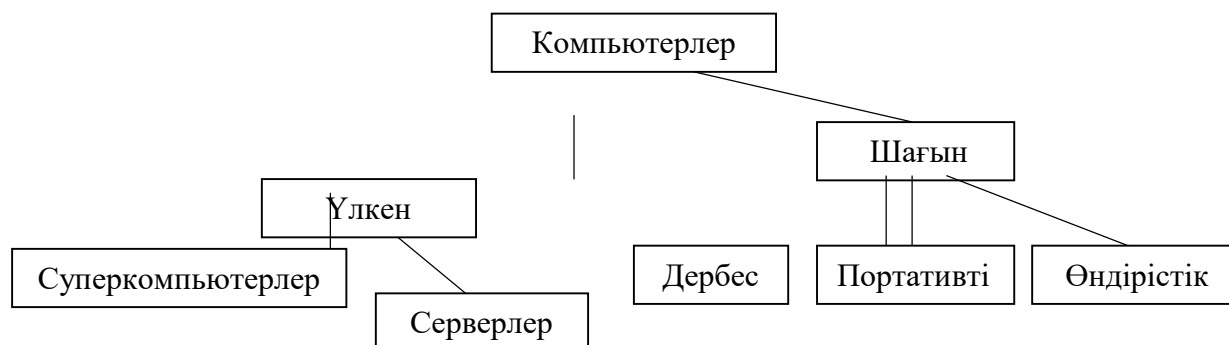 Компьютерлер
Шағын
Үлкен
Суперкомпьютерлер
Дербес
Портативті
Өндірістік
Серверлер